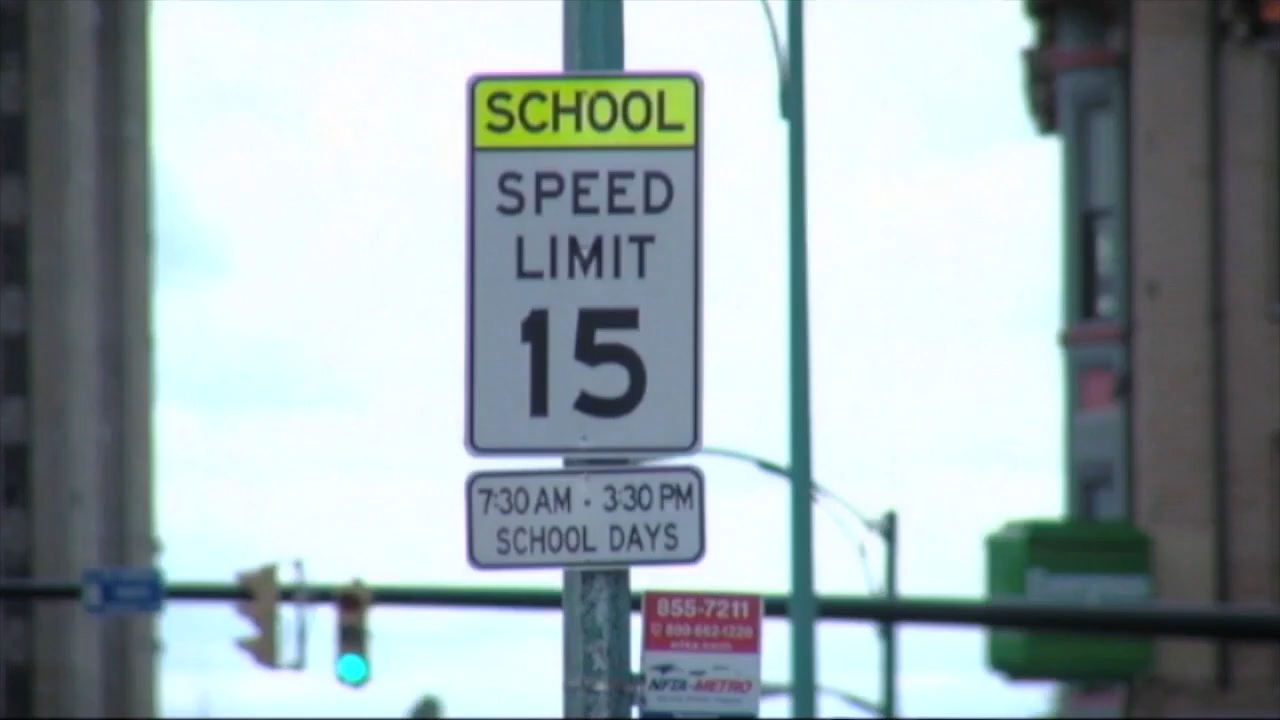 SCHOOL
SPEED
LIMIT
15
7:30 AM - 3:30 PM
SCHOOL DAYS
855-7211
NFTA-METRO